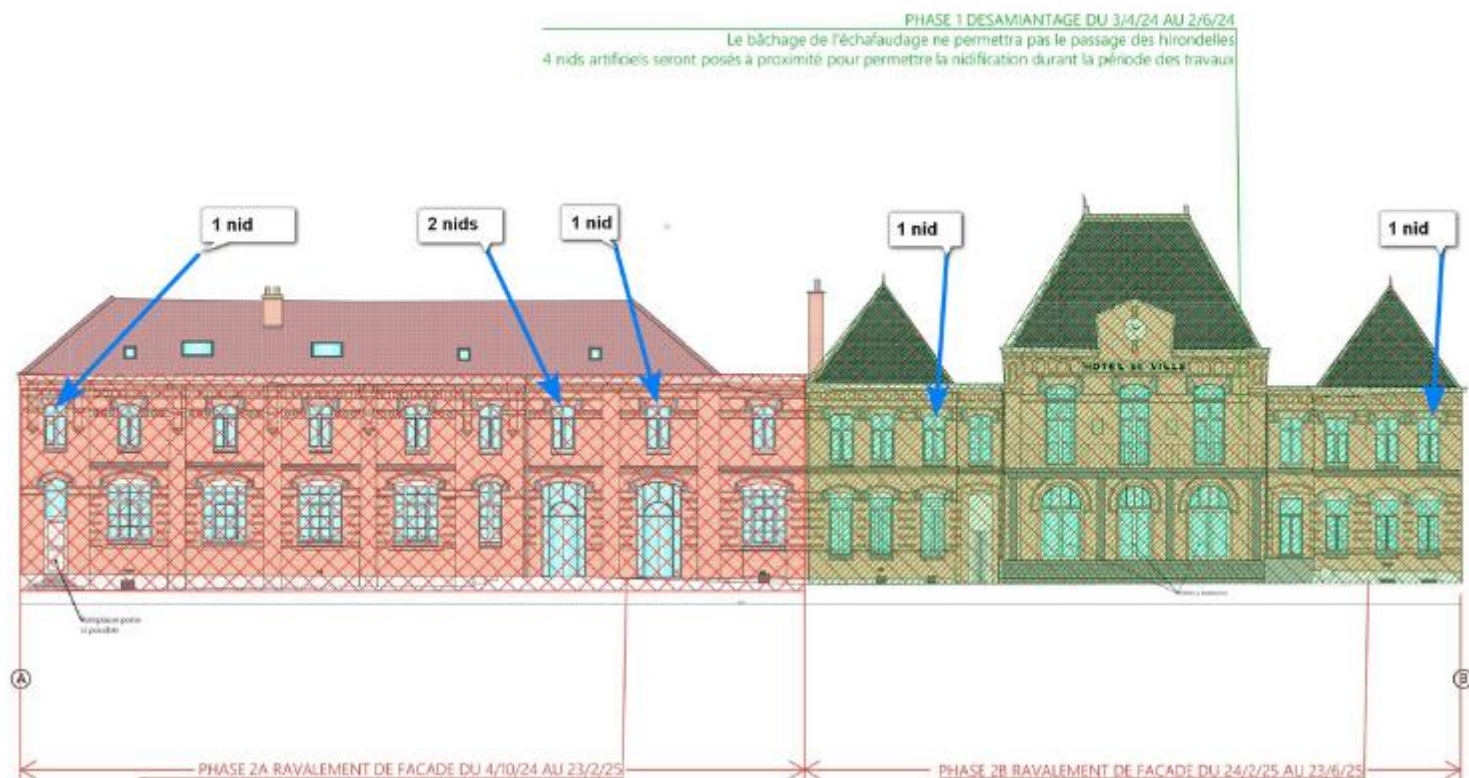 PHASE 1 DESAMIANTAGE DU 3/4/24 AU 2/6/24
Le bâchage de l'échafaudage ne permettra pas le passage des hirondelles
4 nids artificiels seront posés à proximité pour permettre la nidification durant la période des travaux
1 nid
2 nids
1 nid
1 nid
1 nid
HOTEL DE VILLE
Remplacer porte
si possible
A
B
PHASE 2A RAVALEMENT DE FACADE DU 4/10/24 AU 23/2/25
PHASE 2B RAVALEMENT DE FACADE DU 24/2/25 AU 23/6/25